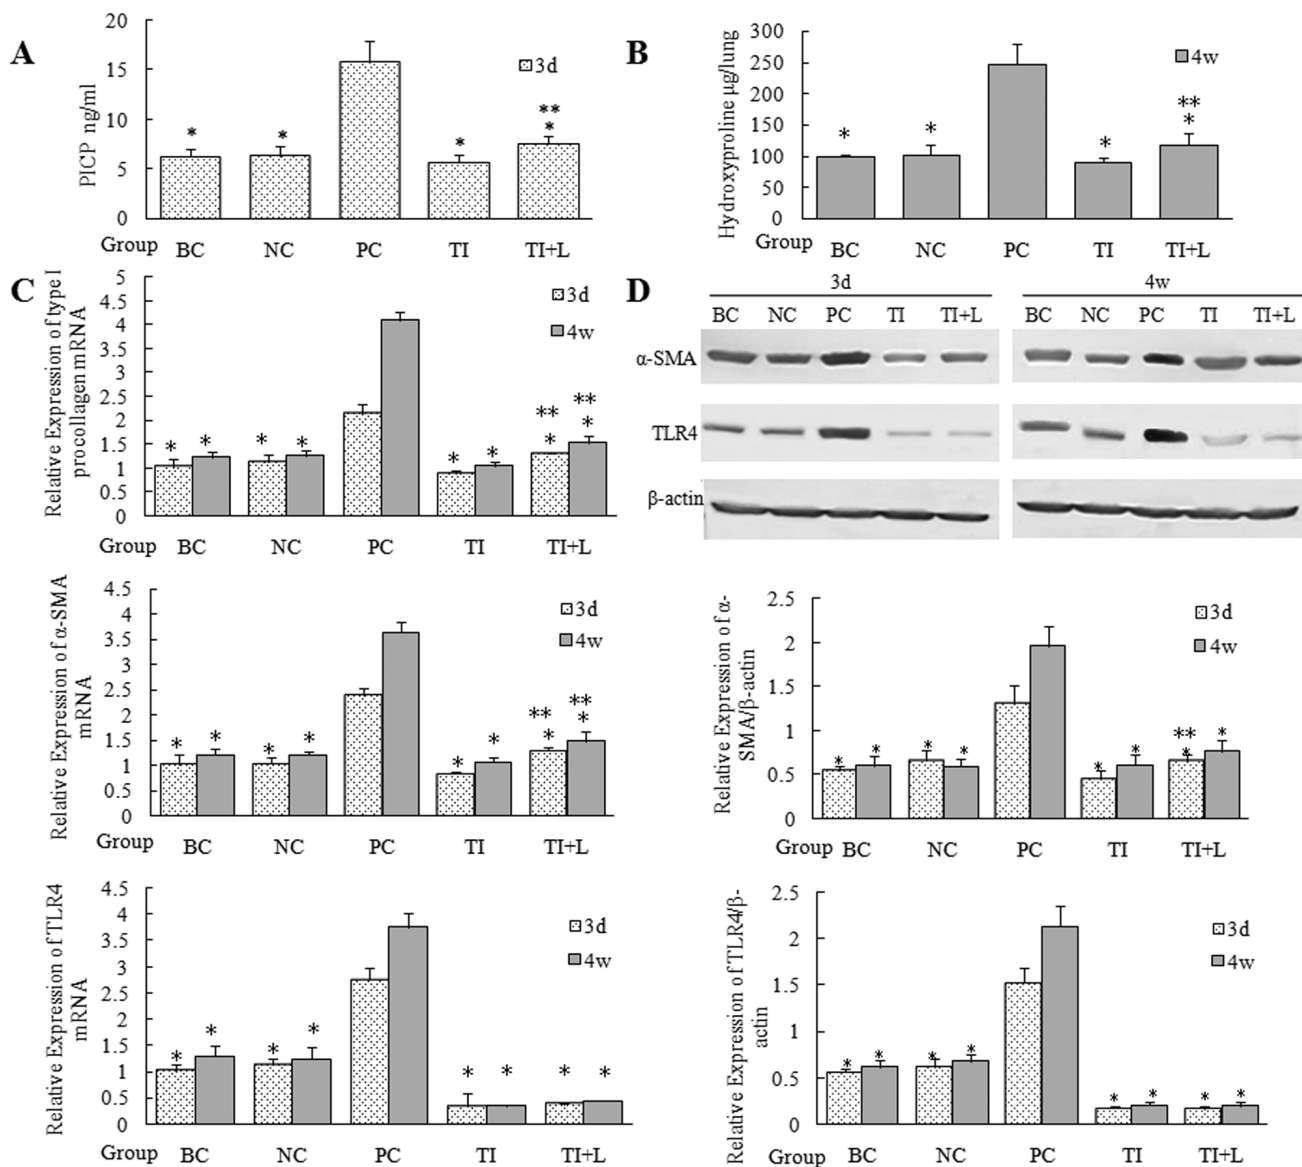 A
PICP ng/ml
20
15
10
5
0
3d
*
*
*
**
*
Group BC NC PC TI TI+L
B
Hydroxyproline μg/lung
300
250
200
150
100
50
0
4w
*
*
*
**
*
Group BC NC PC TI TI+L
C
Relative Expression of type I
procollagen mRNA
5
4.5
4
3.5
3
2.5
2
1.5
1
0.5
0
3d
4w
* * * * * *
** **
* *
Group BC NC PC TI TI+L
Relative Expression of α-SMA
mRNA
4.5
4
3.5
3
2.5
2
1.5
1
0.5
0
3d
4w
* * * * * *
** **
* *
Group BC NC PC TI TI+L
Relative Expression of TLR4
mRNA
4.5
4
3.5
3
2.5
2
1.5
1
0.5
0
3d
4w
* * * * * * * *
Group BC NC PC TI TI+L
D
3d 4w
BC NC PC TI TI+L BC NC PC TI TI+L
α-SMA
TLR4
β-actin
Relative Expression of α-
SMA/β-actin
2.5
2
1.5
1
0.5
0
3d
4w
* * * * * *
**
* *
Group BC NC PC TI TI+L
Relative Expression of TLR4/β-
actin
2.5
2
1.5
1
0.5
0
3d
4w
* * * * * * * *
Group BC NC PC TI TI+L